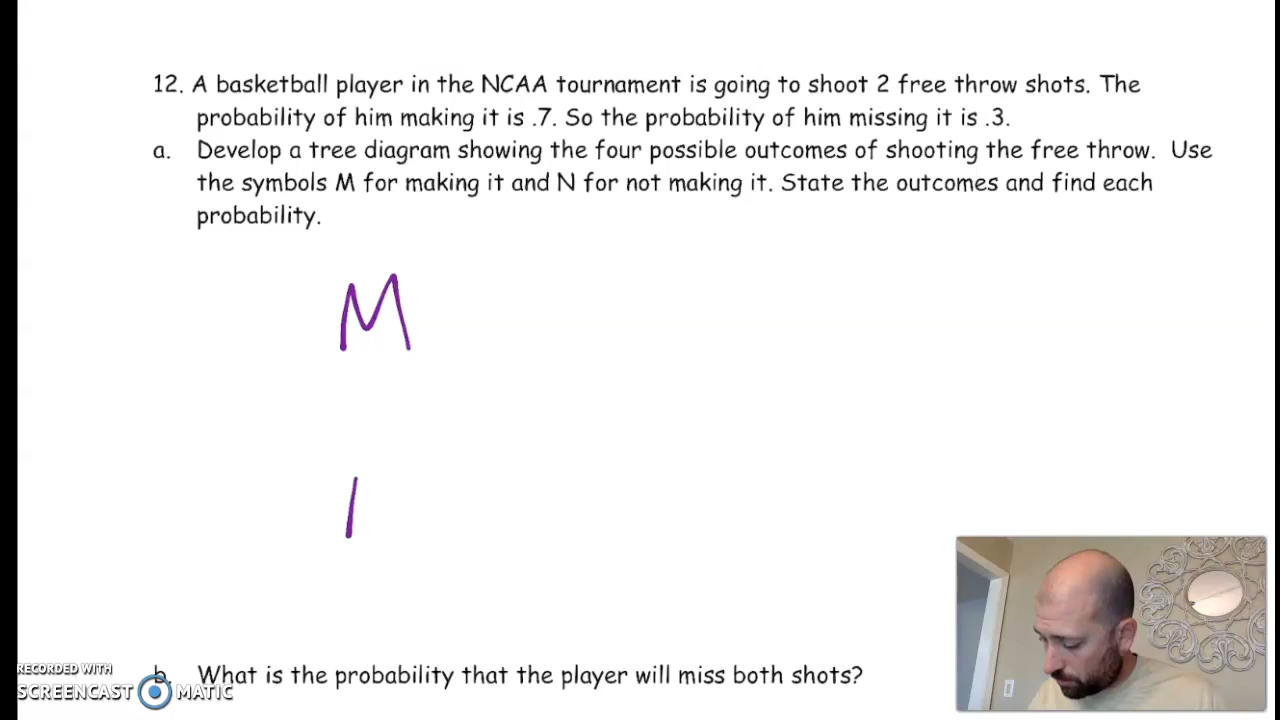 12. A basketball player in the NCAA tournament is going to shoot 2 free throw shots. The
probability of him making it is .7. So the probability of him missing it is .3.
a. Develop a tree diagram showing the four possible outcomes of shooting the free throw. Use
the symbols M for making it and N for not making it. State the outcomes and find each
probability.
M
b. What is the probability that the player will miss both shots?
RECORDED WITH
SCREENCAST MATIC